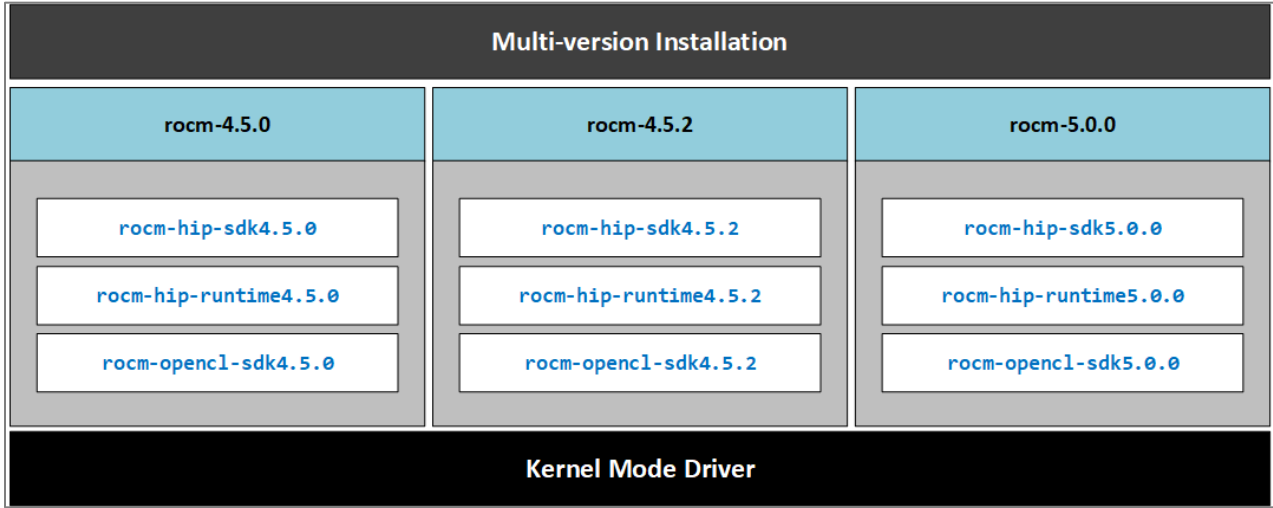 Multi-version Installation
rocm-4.5.0
rocm-4.5.2
rocm-5.0.0
rocm-hip-sdk4.5.0
rocm-hip-sdk4.5.2
rocm-hip-sdk5.0.0
rocm-hip-runtime4.5.0
rocm-hip-runtime4.5.2
rocm-hip-runtime5.0.0
rocm-opencl-sdk4.5.0
rocm-opencl-sdk4.5.2
rocm-opencl-sdk5.0.0
Kernel Mode Driver